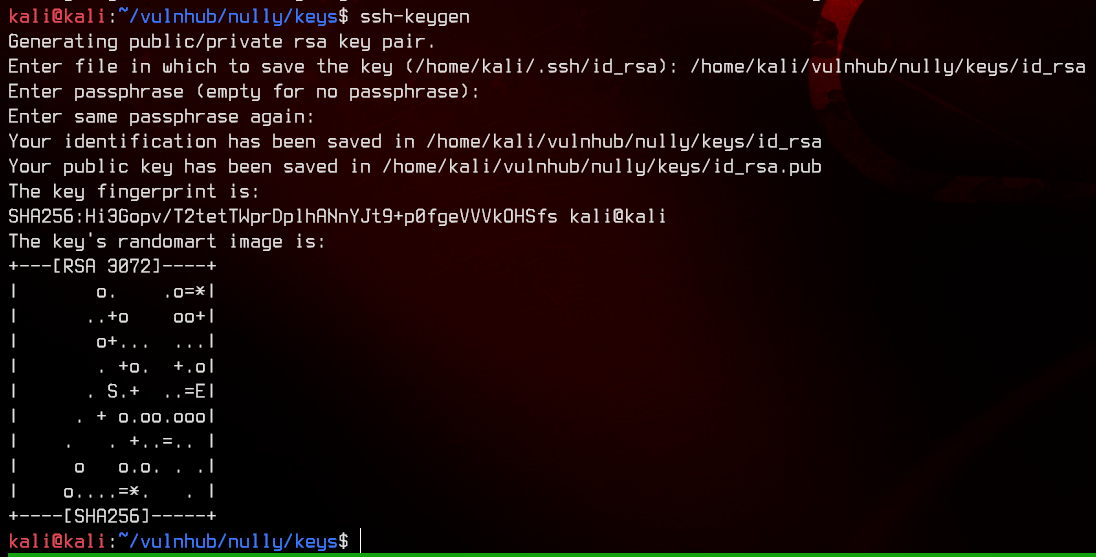 kali@kali:~/vulnhub/nully/keys$ ssh-keygen
Generating public/private rsa key pair.
Enter file in which to save the key (/home/kali/.ssh/id_rsa): /home/kali/vulnhub/nully/keys/id_rsa
Enter passphrase (empty for no passphrase):
Enter same passphrase again:
Your identification has been saved in /home/kali/vulnhub/nully/keys/id_rsa
Your public key has been saved in /home/kali/vulnhub/nully/keys/id_rsa.pub
The key fingerprint is:
SHA256:Hi3Gopv/T2tetTWprDplhANnYJt9+p0fgeVVVkOHSfs kali@kali
The key's randomart image is:
+---[RSA 3072]----+
|       o.    .o=*|
|      ..+o    oo+|
|       o+...  ...|
|       . +o.  +.o|
|      . S.+  ..=E|
|     . + o.oo.ooo|
|    .   . +..=.. |
|     o   o.o. . .|
|    o....=*.   . |
+----[SHA256]-----+
kali@kali:~/vulnhub/nully/keys$